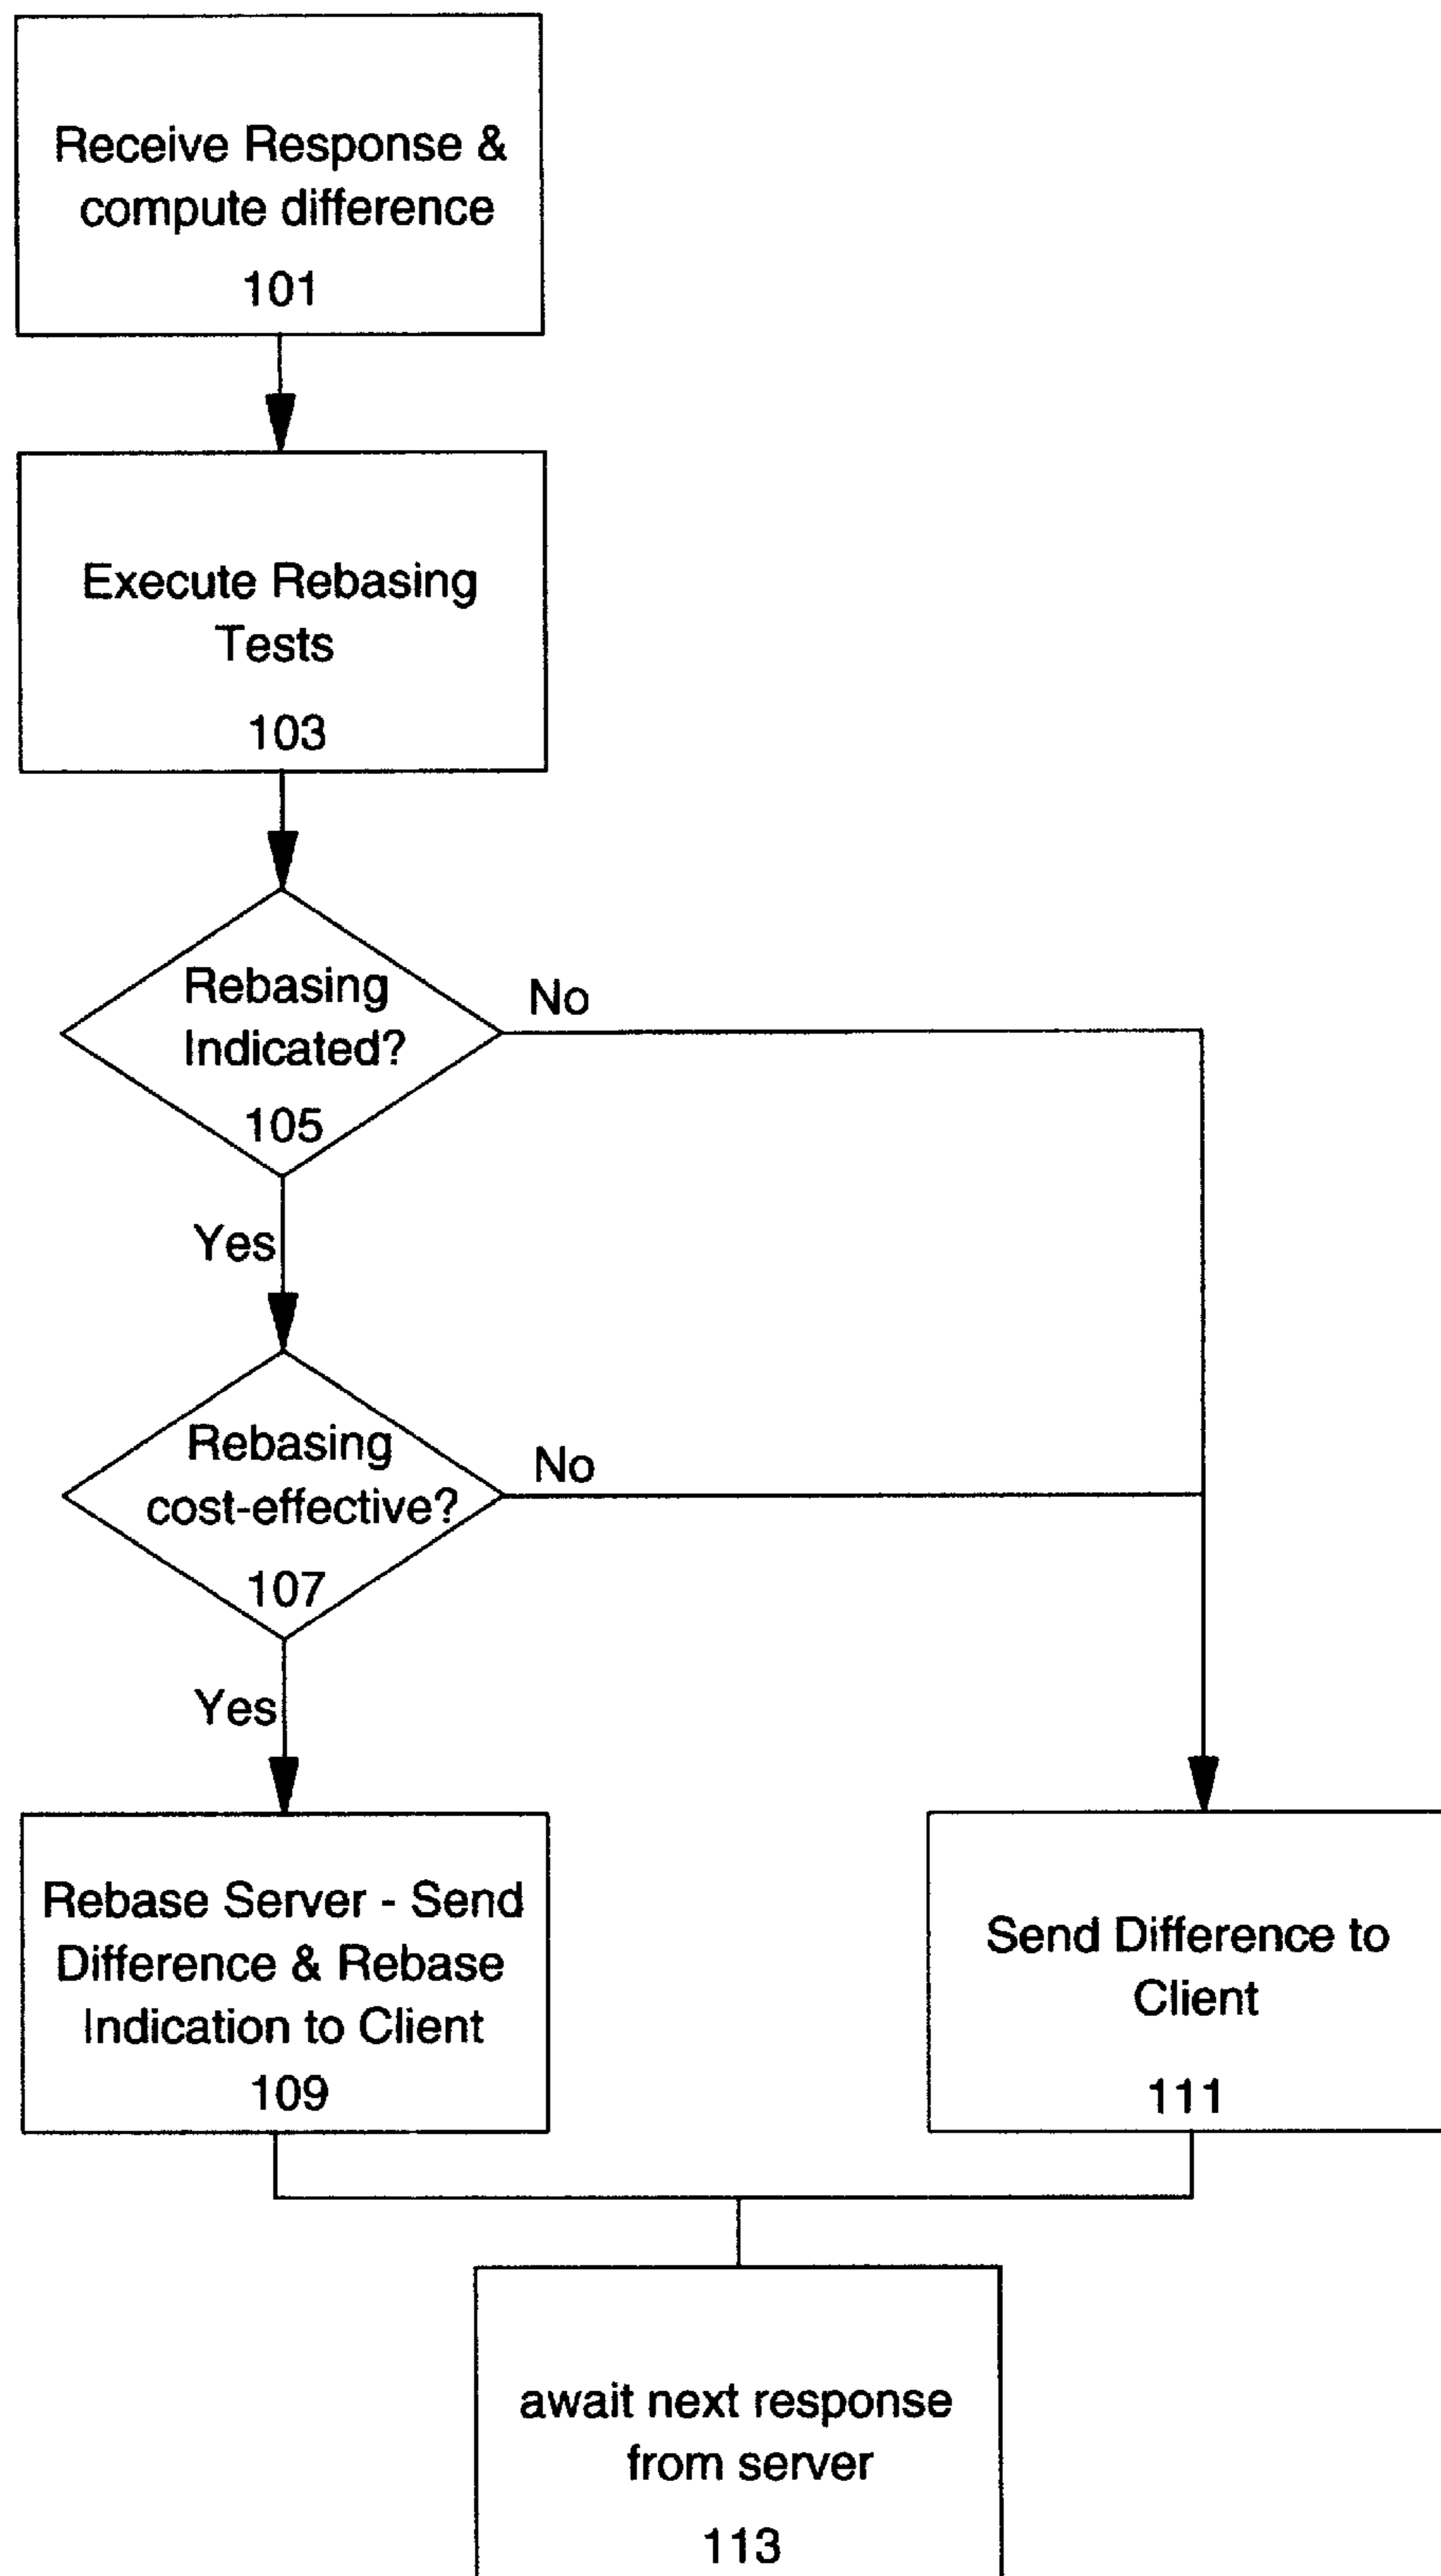 Receive Response &
compute difference
101
Execute Rebasing
Tests
103
Rebasing
Indicated?
105
No
Yes
Rebasing
cost-effective?
107
No
Yes
Rebase Server - Send
Difference & Rebase
Indication to Client
109
Send Difference to
Client
111
await next response
from server
113